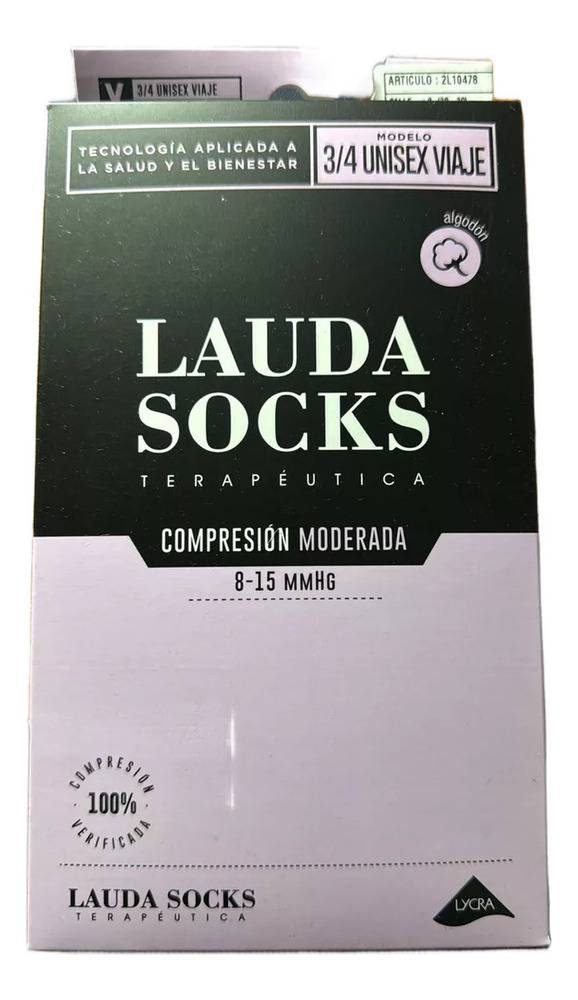 V 3/4 UNISEX VIAJE
ARTICULO : 2L10478
TECNOLOGÍA APLICADA A
LA SALUD Y EL BIENESTAR
MODELO
3/4 UNISEX VIAJE
algodón
LAUDA
SOCKS
TERAPÉUTICA
COMPRESIÓN MODERADA
8-15 MMHG
COMPRESIÓN
100%
VERIFICADA
LAUDA SOCKS
TERAPÉUTICA
LYCRA